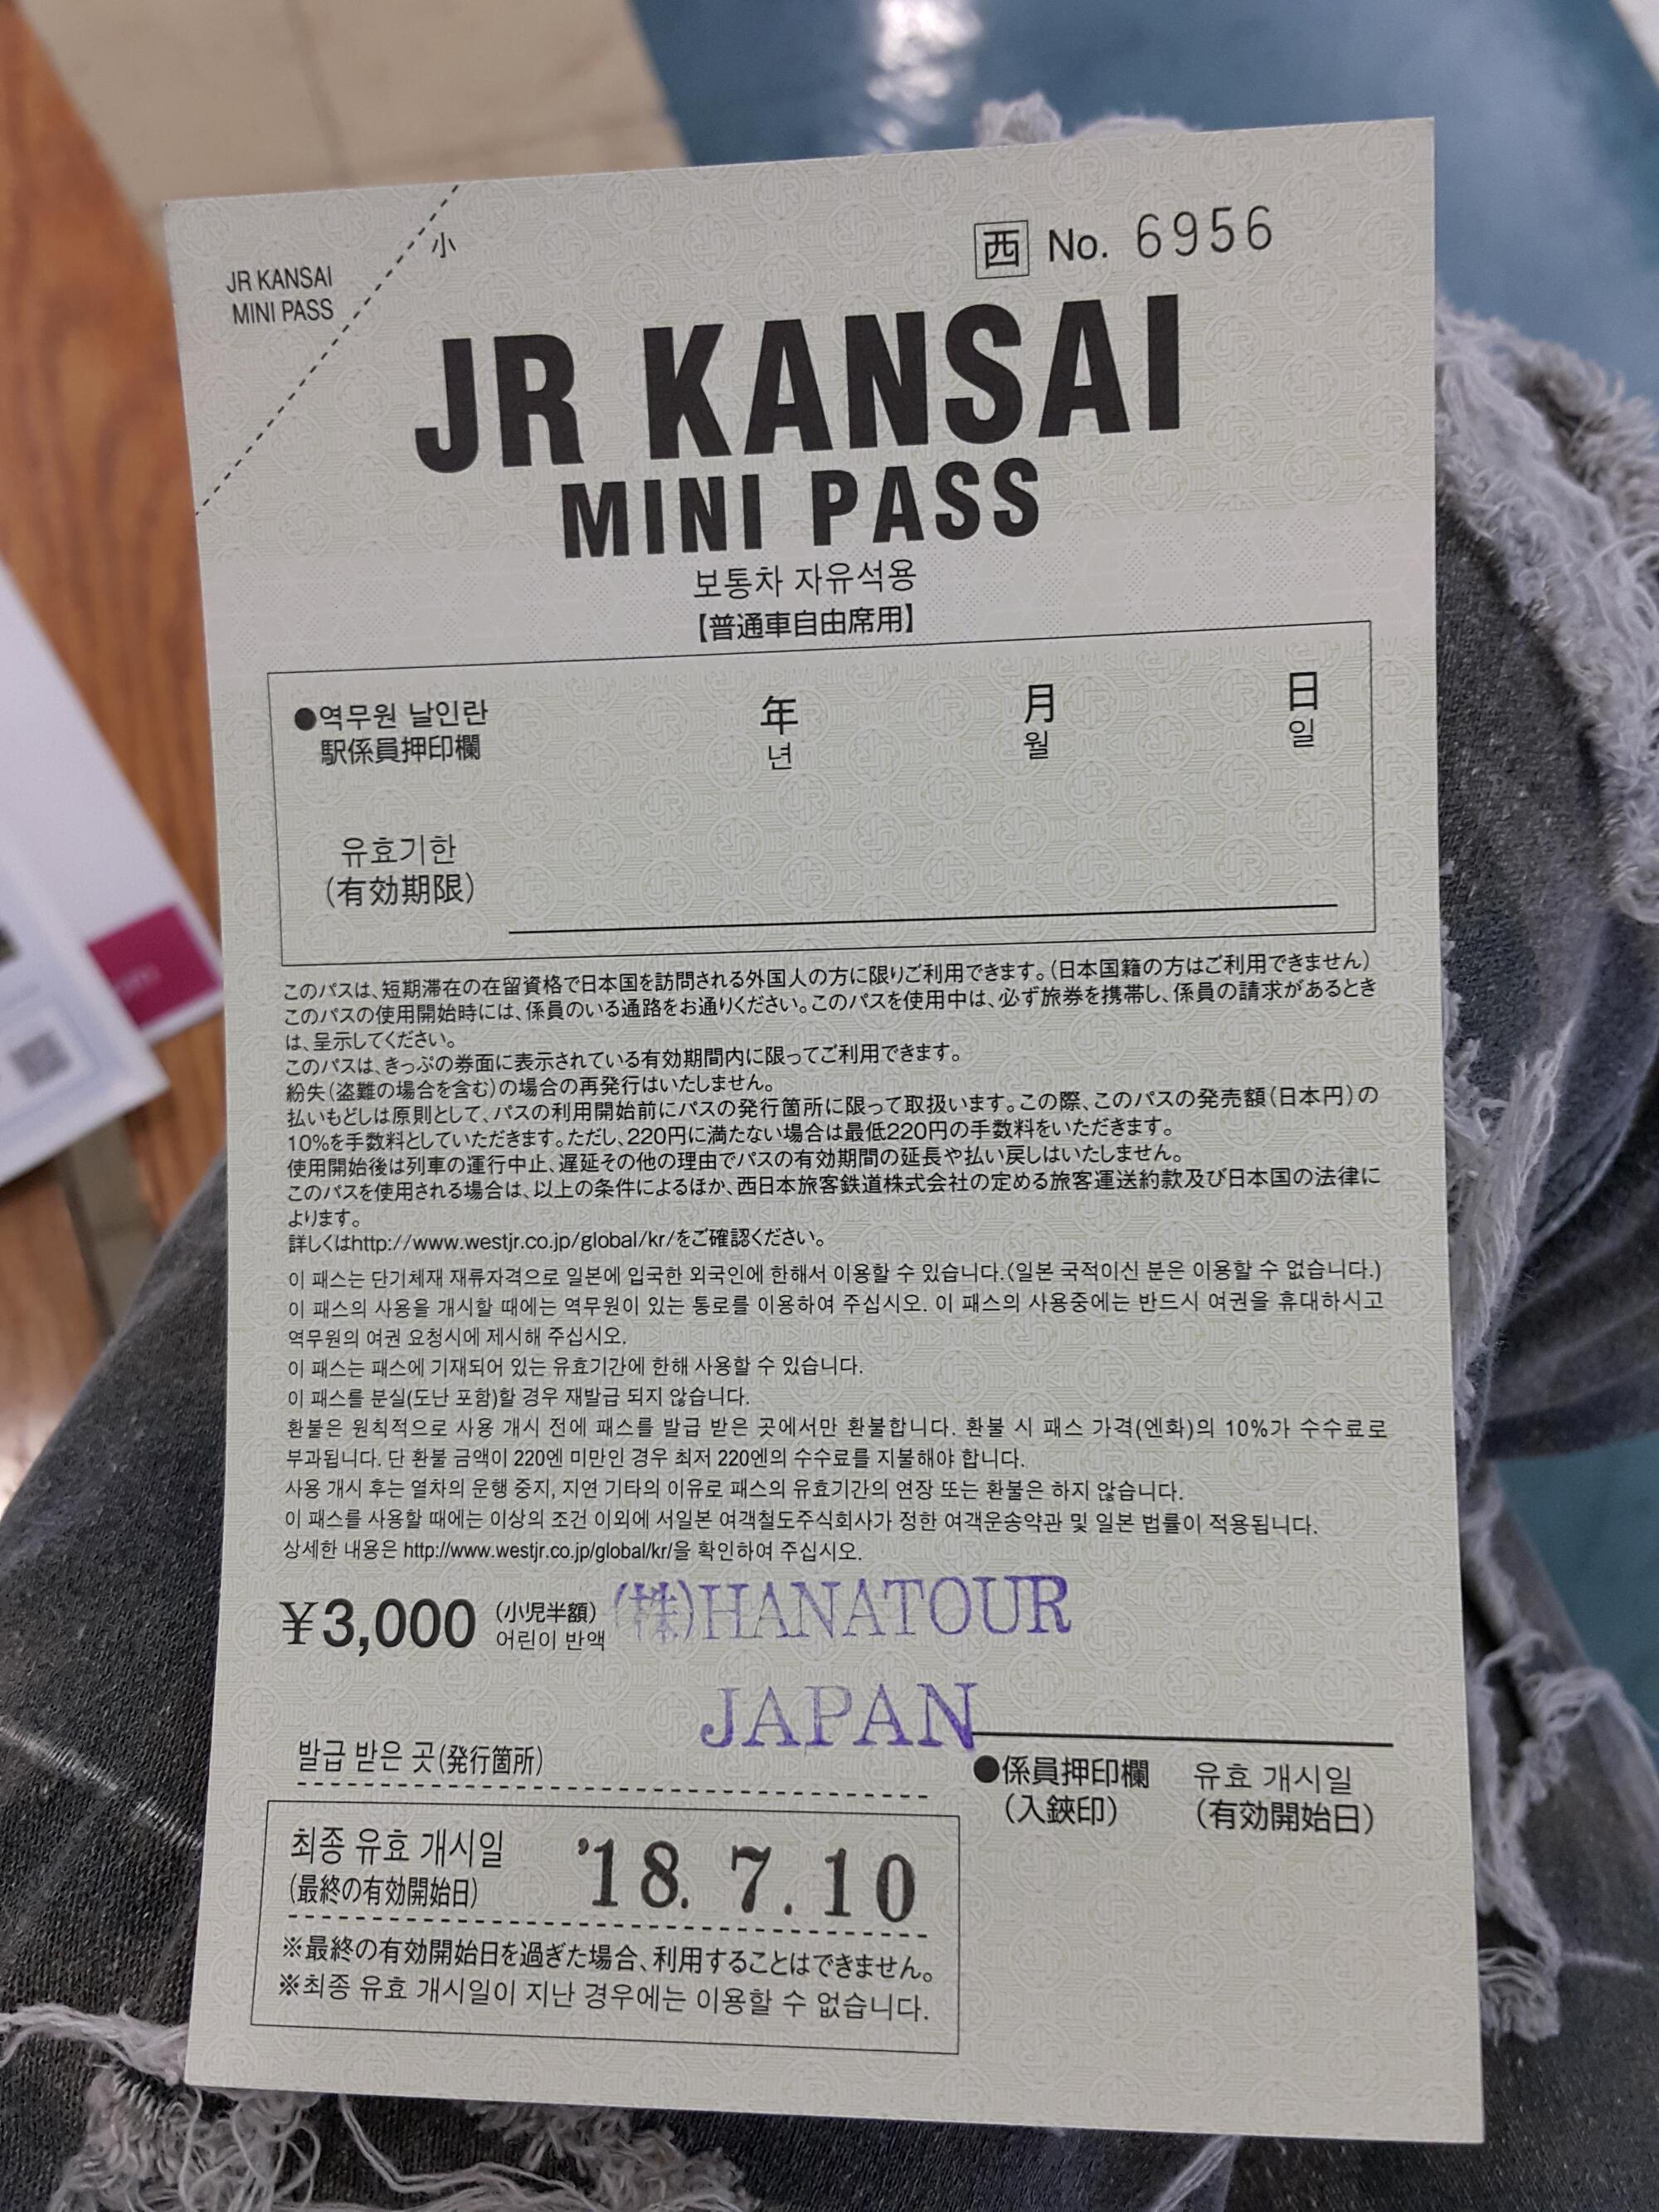 JR KANSAI
MINI PASS
小
西 No. 6956
JR KANSAI
MINI PASS
보통차 자유석용
【普通車自由席用】
●역무원 날인란
駅係員押印欄
年 月 日
년 월 일
유효기한
(有効期限)
このパスは、短期滞在の在留資格で日本国を訪問される外国人の方に限りご利用できます。(日本国籍の方はご利用できません)
このパスの使用開始時には、係員のいる通路をお通りください。このパスを使用中は、必ず旅券を携帯し、係員の請求があるとき
は、呈示してください。
このパスは、きっぷの券面に表示されている有効期間内に限ってご利用できます。
紛失(盗難の場合を含む)の場合の再発行はいたしません。
払いもどしは原則として、パスの利用開始前にパスの発行箇所に限って取扱います。この際、このパスの発売額(日本円)の
10%を手数料としていただきます。ただし、220円に満たない場合は最低220円の手数料をいただきます。
使用開始後は列車の運行中止、遅延その他の理由でパスの有効期間の延長や払い戻しはいたしません。
このパスを使用される場合は、以上の条件によるほか、西日本旅客鉄道株式会社の定める旅客運送約款及び日本国の法律に
よります。
詳しくはhttp://www.westjr.co.jp/global/kr/をご確認ください。
이 패스는 단기체재 재류자격으로 일본에 입국한 외국인에 한해서 이용할 수 있습니다.(일본 국적이신 분은 이용할 수 없습니다.)
이 패스의 사용을 개시할 때에는 역무원이 있는 통로를 이용하여 주십시오. 이 패스의 사용중에는 반드시 여권을 휴대하시고
역무원의 여권 요청시에 제시해 주십시오.
이 패스는 패스에 기재되어 있는 유효기간에 한해 사용할 수 있습니다.
이 패스를 분실(도난 포함)할 경우 재발급 되지 않습니다.
환불은 원칙적으로 사용 개시 전에 패스를 발급 받은 곳에서만 환불합니다. 환불 시 패스 가격(엔화)의 10%가 수수료로
부과됩니다. 단 환불 금액이 220엔 미만인 경우 최저 220엔의 수수료를 지불해야 합니다.
사용 개시 후는 열차의 운행 중지, 지연 기타의 이유로 패스의 유효기간의 연장 또는 환불은 하지 않습니다.
이 패스를 사용할 때에는 이상의 조건 이외에 서일본 여객철도주식회사가 정한 여객운송약관 및 일본 법률이 적용됩니다.
상세한 내용은 http://www.westjr.co.jp/global/kr/을 확인하여 주십시오.
¥3,000 (小児半額) 어린이 반액
(株)HANATOUR
JAPAN
발급 받은 곳(発行箇所)
●係員押印欄 유효 개시일
(入鋏印) (有効開始日)
최종 유효 개시일
(最終の有効開始日)
'18. 7. 10
※最終の有効開始日を過ぎた場合、利用することはできません。
※최종 유효 개시일이 지난 경우에는 이용할 수 없습니다.